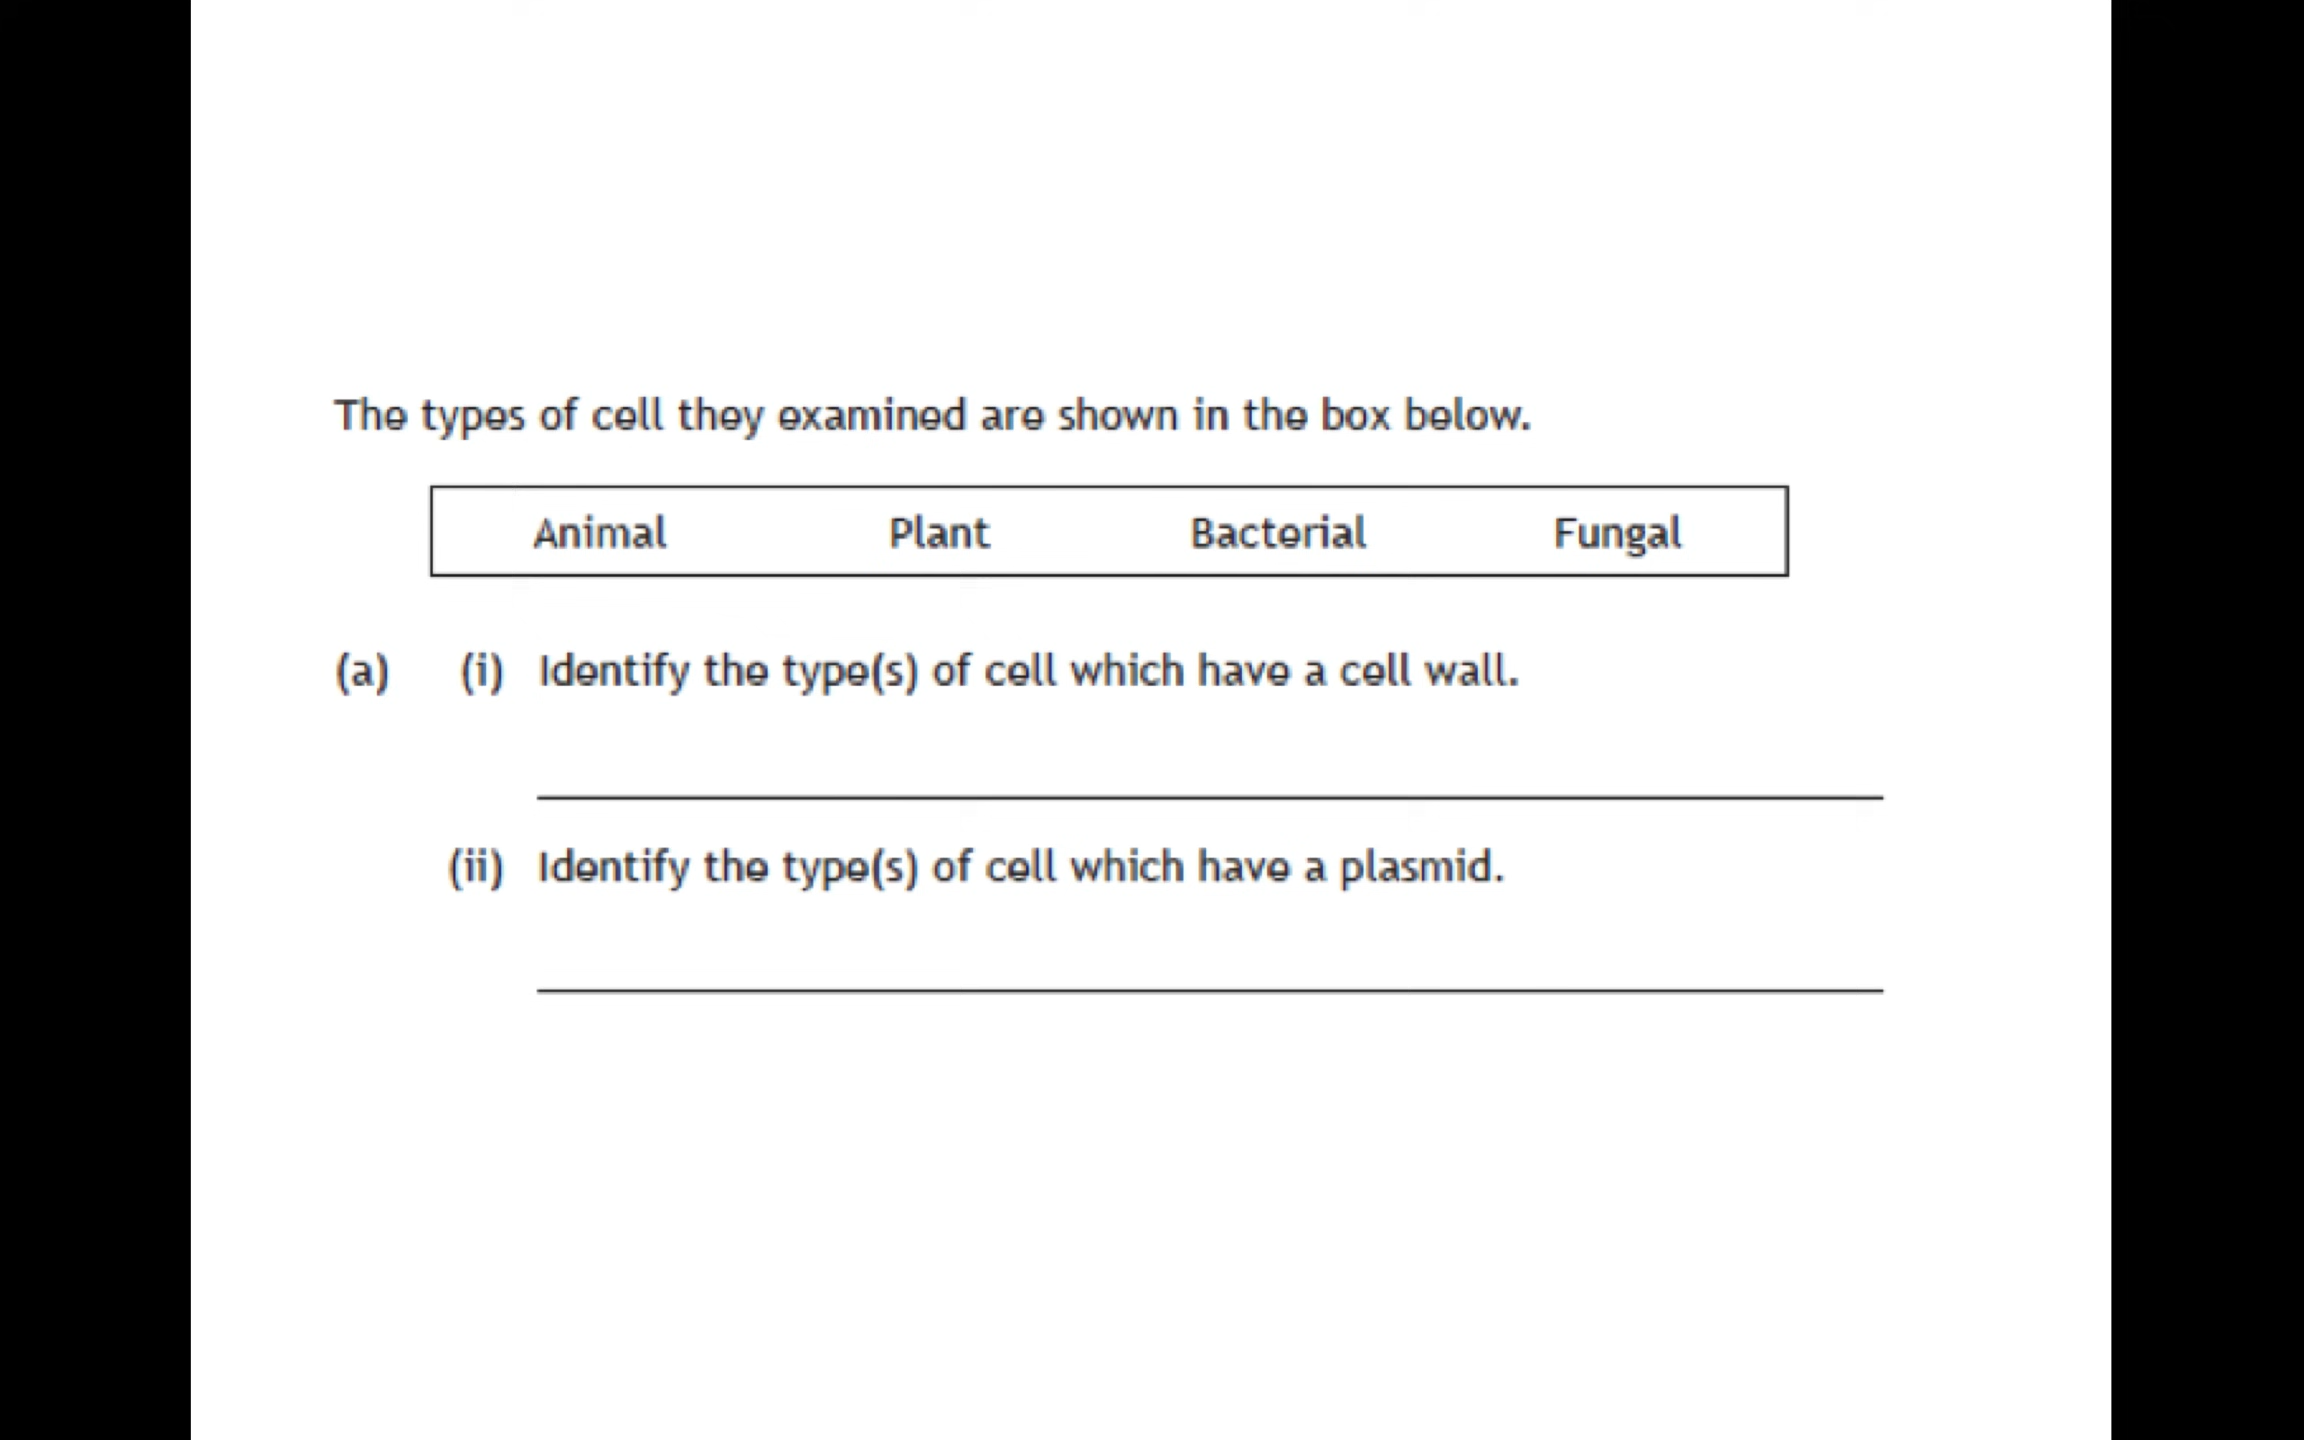 The types of cell they examined are shown in the box below.
Animal Plant Bacterial Fungal
(a) (i) Identify the type(s) of cell which have a cell wall.
(ii) Identify the type(s) of cell which have a plasmid.